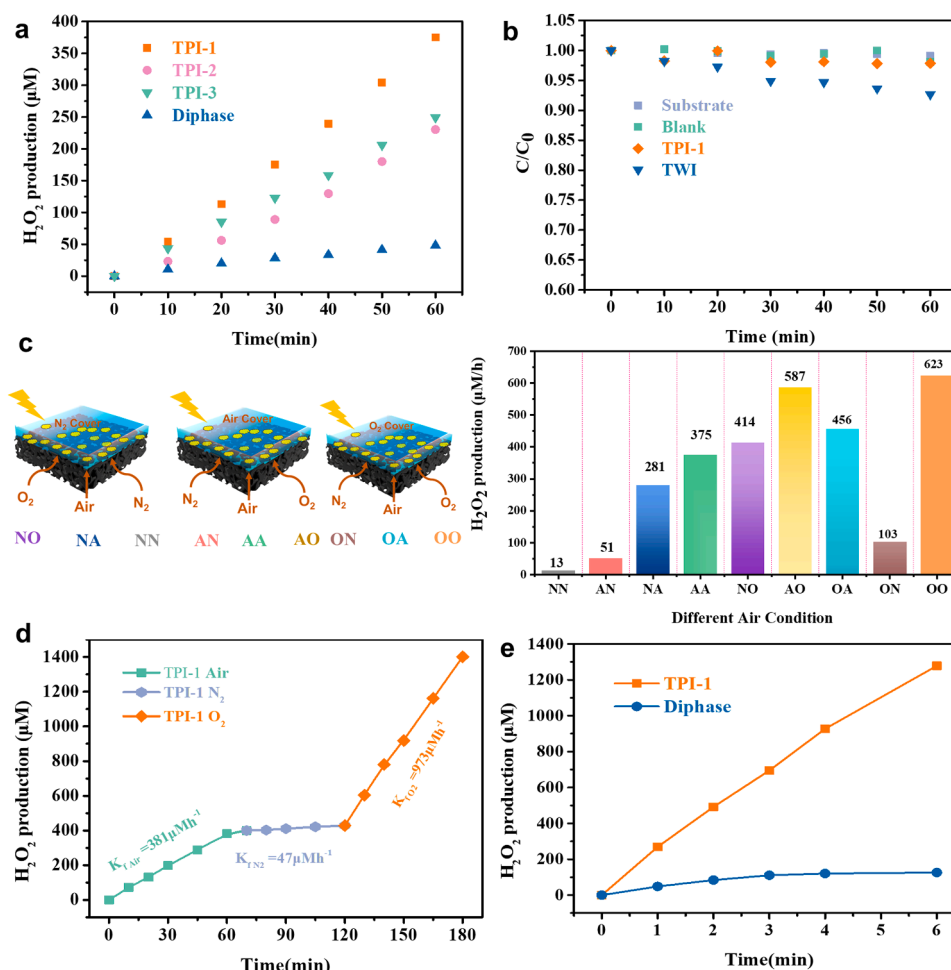 a
H₂O₂ production (μM)
400
350
300
250
200
150
100
50
0
TPI-1
TPI-2
TPI-3
Diphase
0 10 20 30 40 50 60
Time(min)
b
C/C₀
1.05
1.00
0.95
0.90
0.85
0.80
0.75
0.70
0.65
0.60
Substrate
Blank
TPI-1
TWI
0 10 20 30 40 50 60
Time (min)
c
N₂ Cover
Air Cover
O₂ Cover
O₂ Air N₂
N₂ Air O₂
N₂ Air O₂
NO NA NN AN AA AO ON OA OO
H₂O₂ production (μM/h)
700
600
500
400
300
200
100
0
13 51 281 375 414 587 456 103 623
NN AN NA AA NO AO OA ON OO
Different Air Condition
d
H₂O₂ production (μM)
1400
1200
1000
800
600
400
200
0
TPI-1 Air
TPI-1 N₂
TPI-1 O₂
K_f Air =381μMh⁻¹
K_f N2 =47μMh⁻¹
K_f O2 =973μMh⁻¹
0 30 60 90 120 150 180
Time(min)
e
H₂O₂ production (μM)
1400
1200
1000
800
600
400
200
0
TPI-1
Diphase
0 1 2 3 4 5 6
Time(min)